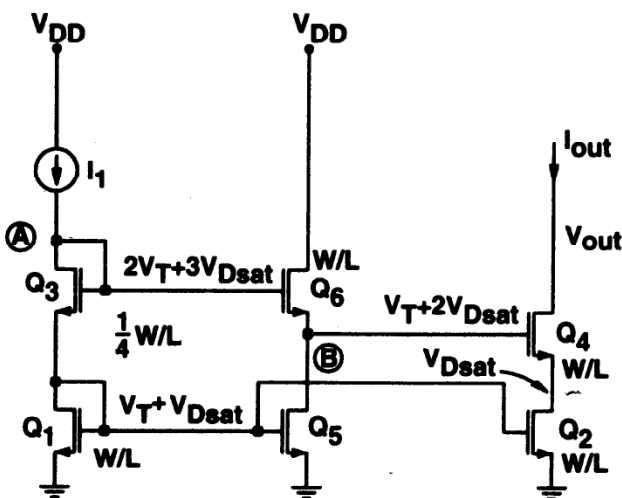 VDD
VDD
I1
Iout
A
Vout
2VT+3VDsat
W/L
Q3
Q6
VT+2VDsat
1/4 W/L
B
Q4
VDsat
W/L
VT+VDsat
Q1
Q5
Q2
W/L
W/L